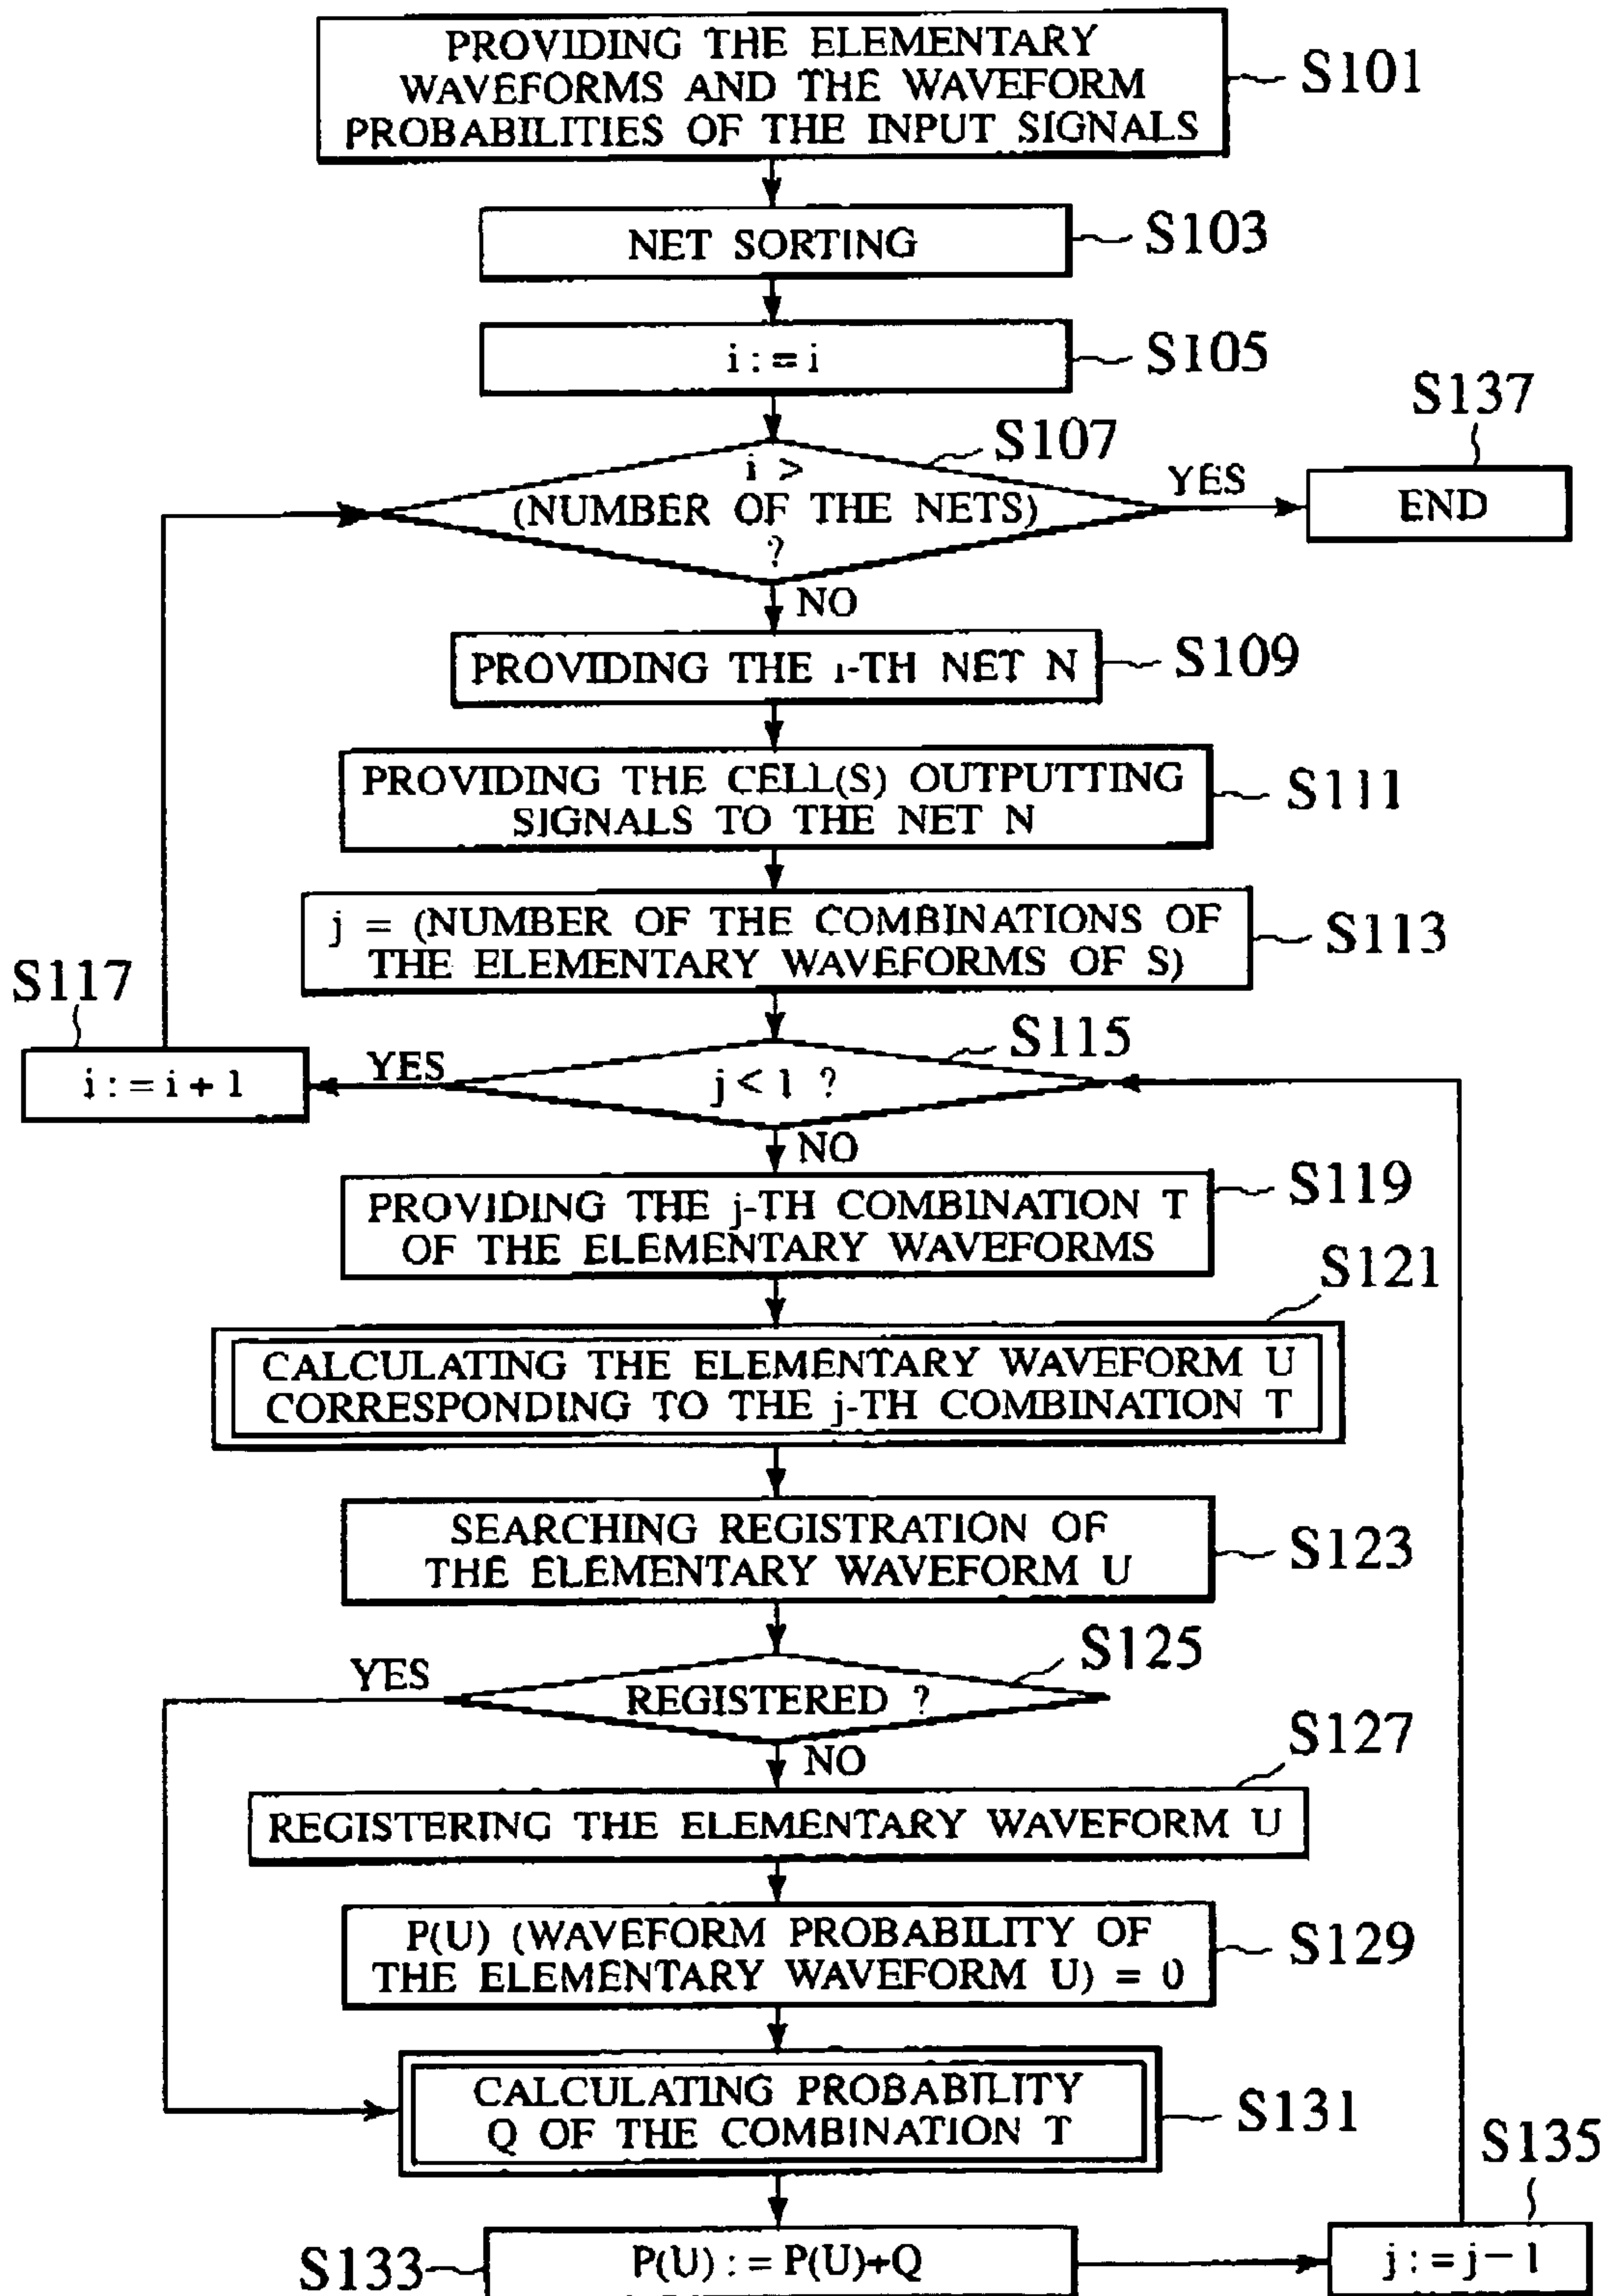 PROVIDING THE ELEMENTARY
WAVEFORMS AND THE WAVEFORM
PROBABILITIES OF THE INPUT SIGNALS
S101
NET SORTING
S103
i : = i
S105
S137
S107
i >
(NUMBER OF THE NETS)
?
YES
END
NO
PROVIDING THE i-TH NET N
S109
PROVIDING THE CELL(S) OUTPUTTING
SIGNALS TO THE NET N
S111
j = (NUMBER OF THE COMBINATIONS OF
THE ELEMENTARY WAVEFORMS OF S)
S113
S117
i : = i + 1
YES
S115
j < 1 ?
NO
PROVIDING THE j-TH COMBINATION T
OF THE ELEMENTARY WAVEFORMS
S119
S121
CALCULATING THE ELEMENTARY WAVEFORM U
CORRESPONDING TO THE j-TH COMBINATION T
SEARCHING REGISTRATION OF
THE ELEMENTARY WAVEFORM U
S123
YES
S125
REGISTERED ?
NO
S127
REGISTERING THE ELEMENTARY WAVEFORM U
P(U) (WAVEFORM PROBABILITY OF
THE ELEMENTARY WAVEFORM U) = 0
S129
CALCULATING PROBABILITY
Q OF THE COMBINATION T
S131
S135
S133
P(U) : = P(U)+Q
j : = j - 1